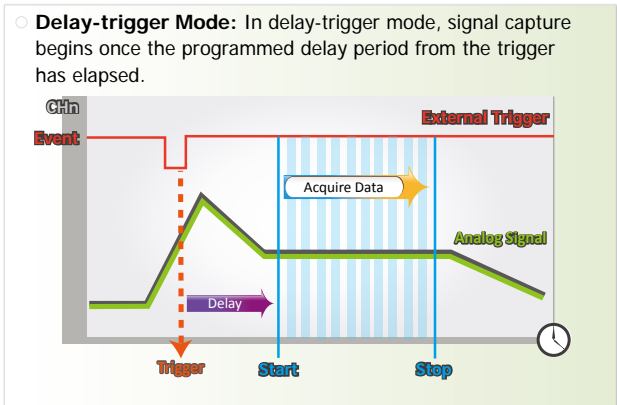 Delay-trigger Mode: In delay-trigger mode, signal capture
begins once the programmed delay period from the trigger
has elapsed.
CHn
External Trigger
Event
Acquire Data
Analog Signal
Delay
Trigger
Start
Stop